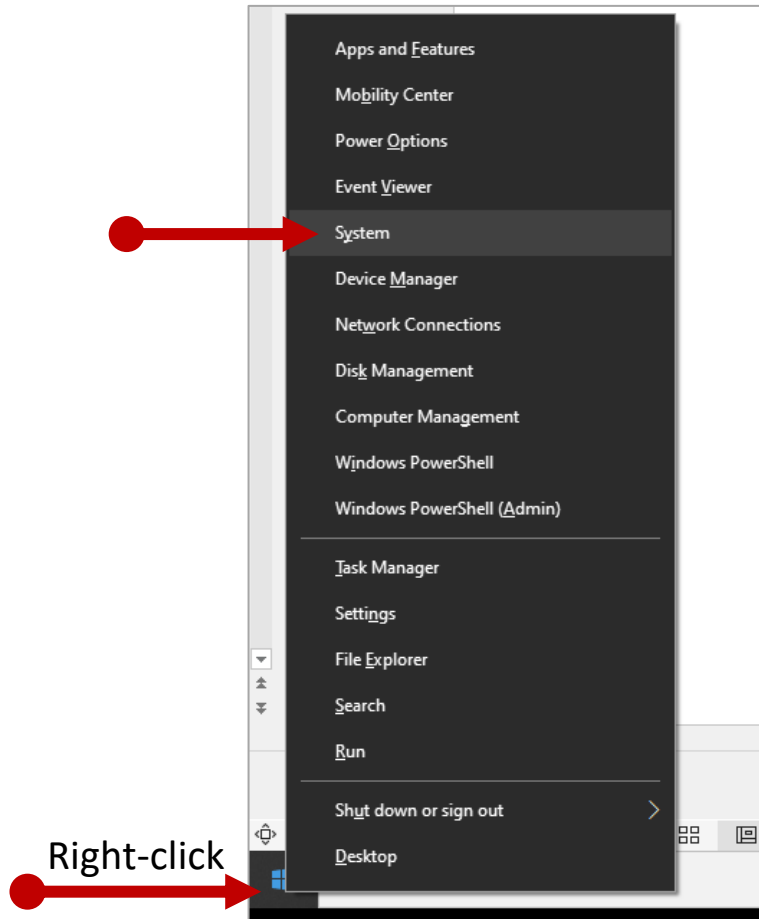 Apps and Features
Mobility Center
Power Options
Event Viewer
System
Device Manager
Network Connections
Disk Management
Computer Management
Windows PowerShell
Windows PowerShell (Admin)
Task Manager
Settings
File Explorer
Search
Run
Shut down or sign out
Desktop
Right-click